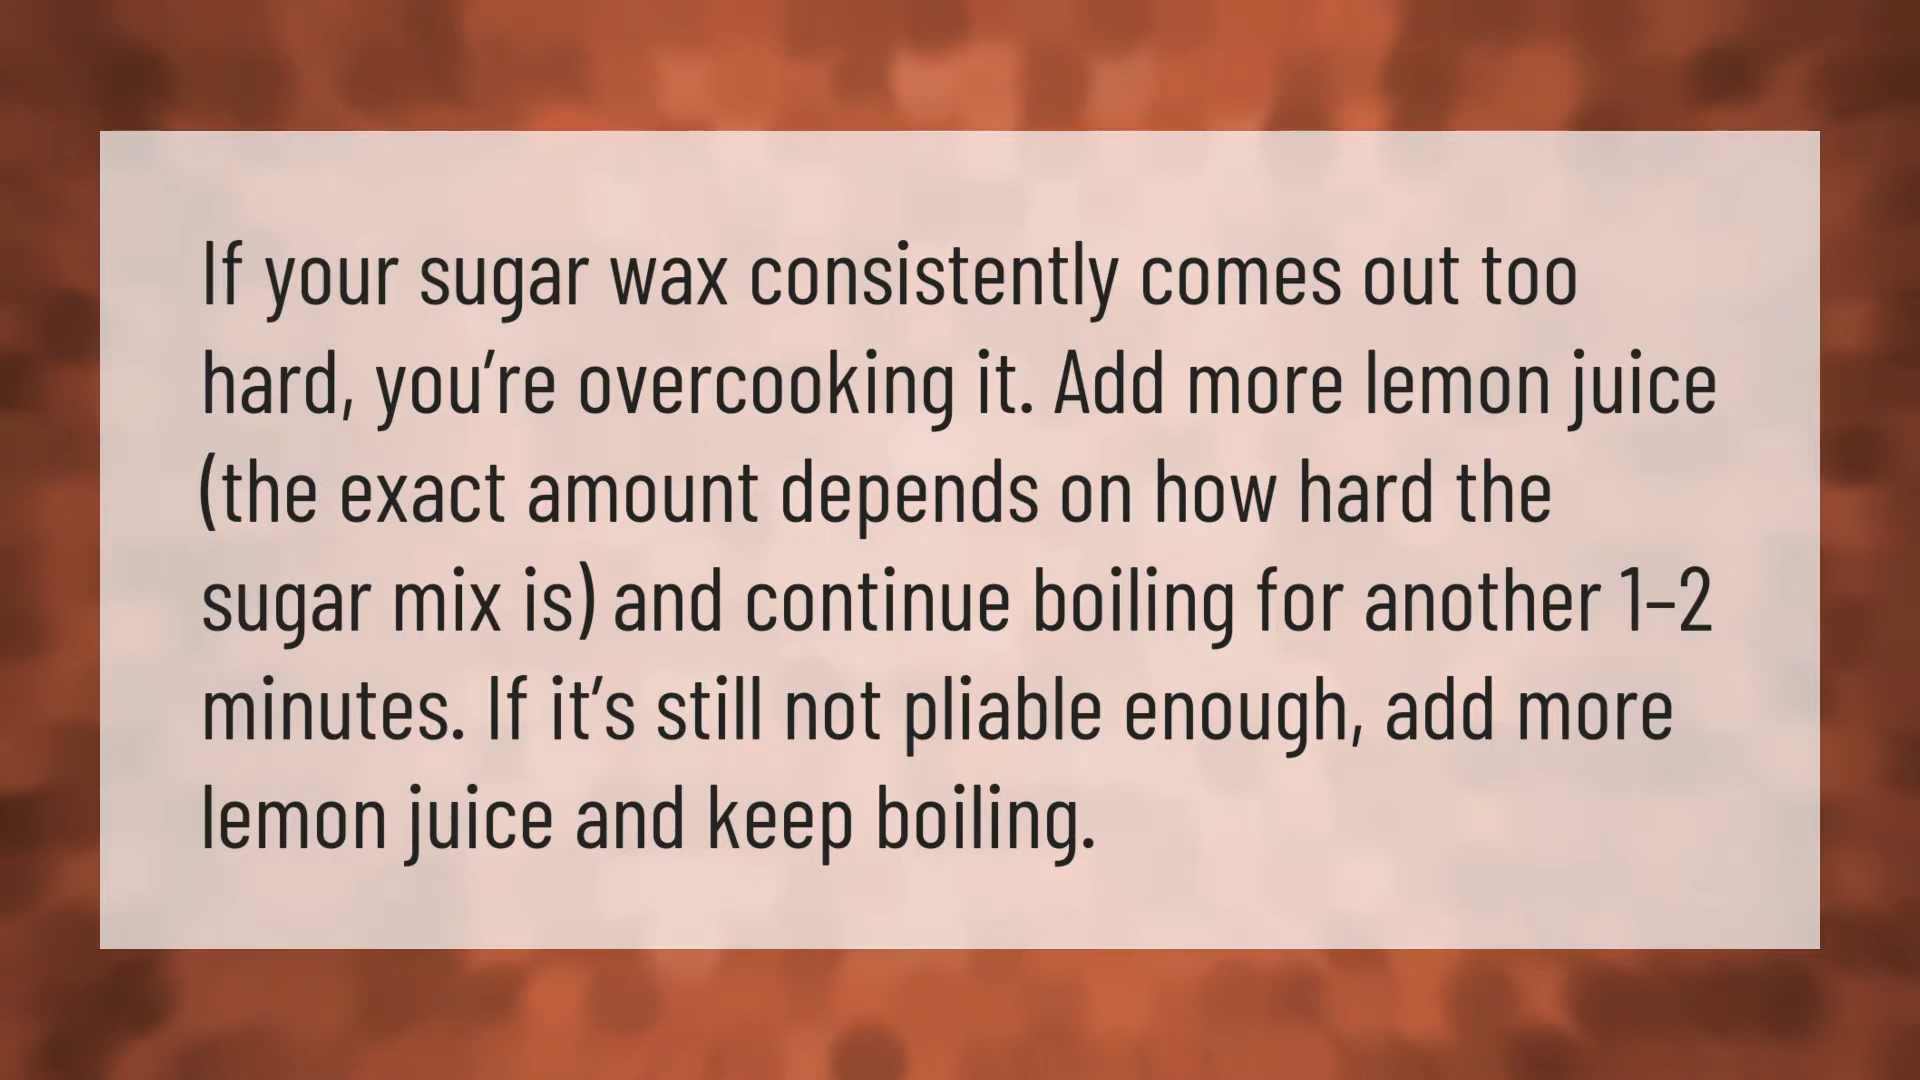 If your sugar wax consistently comes out too
hard, you’re overcooking it. Add more lemon juice
(the exact amount depends on how hard the
sugar mix is) and continue boiling for another 1–2
minutes. If it’s still not pliable enough, add more
lemon juice and keep boiling.